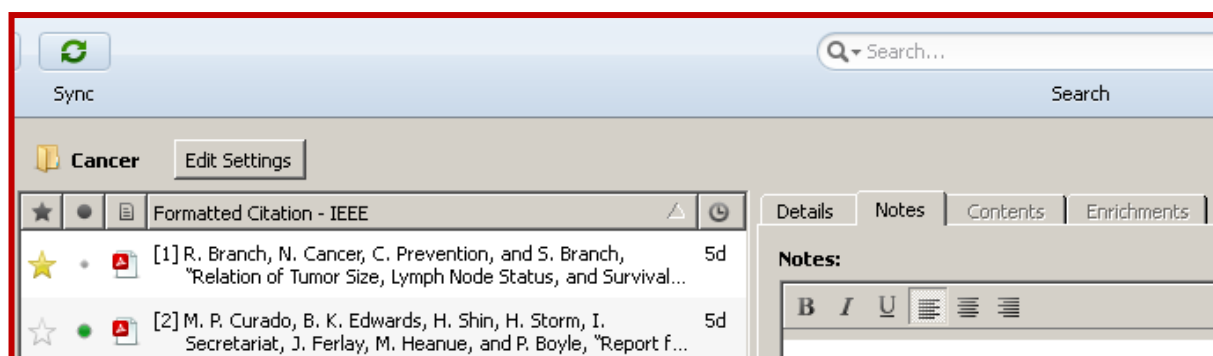 Search...
Sync
Search
Cancer
Edit Settings
Formatted Citation - IEEE
Details
Notes
Contents
Enrichments
[1] R. Branch, N. Cancer, C. Prevention, and S. Branch,
"Relation of Tumor Size, Lymph Node Status, and Survival...
5d
Notes:
B I U
[2] M. P. Curado, B. K. Edwards, H. Shin, H. Storm, I.
Secretariat, J. Ferlay, M. Heanue, and P. Boyle, "Report f...
5d